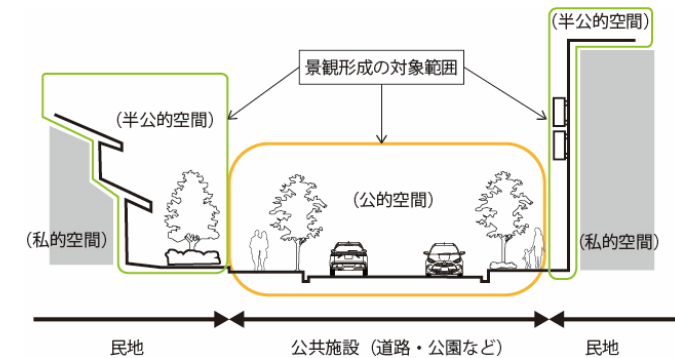 （半公的空間）
景観形成の対象範囲
（半公的空間）
（公的空間）
（私的空間）
（私的空間）
民地
公共施設（道路・公園など）
民地